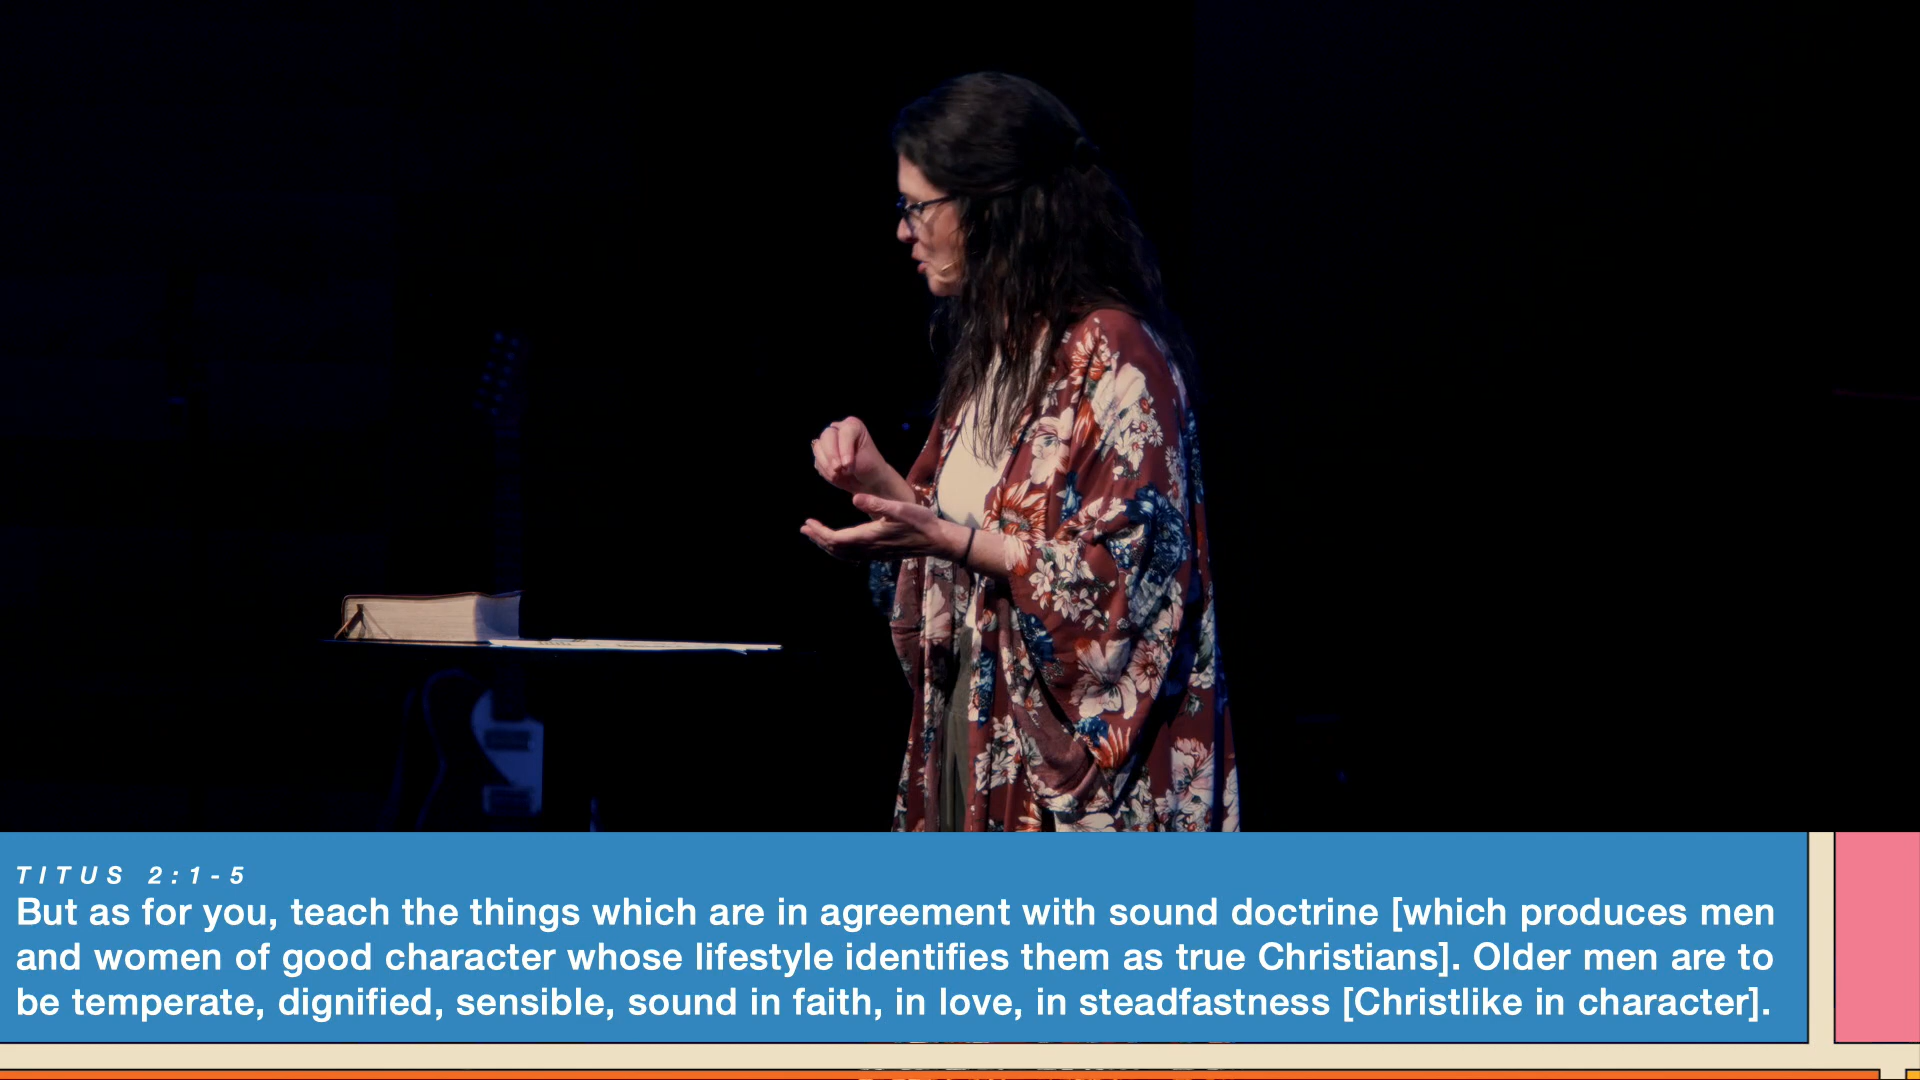 TITUS 2:1-5
But as for you, teach the things which are in agreement with sound doctrine [which produces men
and women of good character whose lifestyle identifies them as true Christians]. Older men are to
be temperate, dignified, sensible, sound in faith, in love, in steadfastness [Christlike in character].